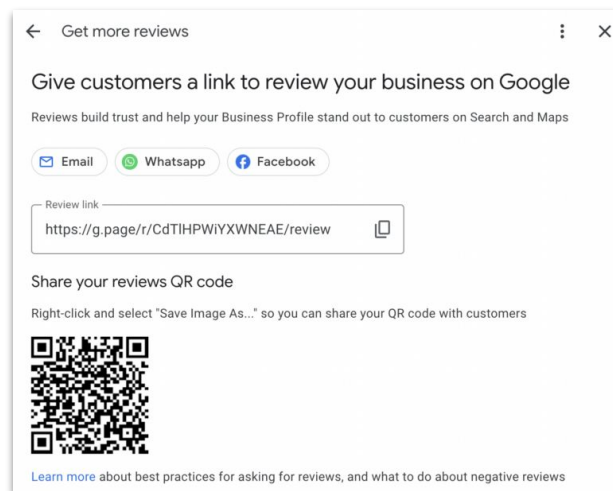 Get more reviews
Give customers a link to review your business on Google
Reviews build trust and help your Business Profile stand out to customers on Search and Maps
Email Whatsapp Facebook
Review link
https://g.page/r/CdTlHPWiYXWNEAE/review
Share your reviews QR code
Right-click and select "Save Image As..." so you can share your QR code with customers
Learn more about best practices for asking for reviews, and what to do about negative reviews